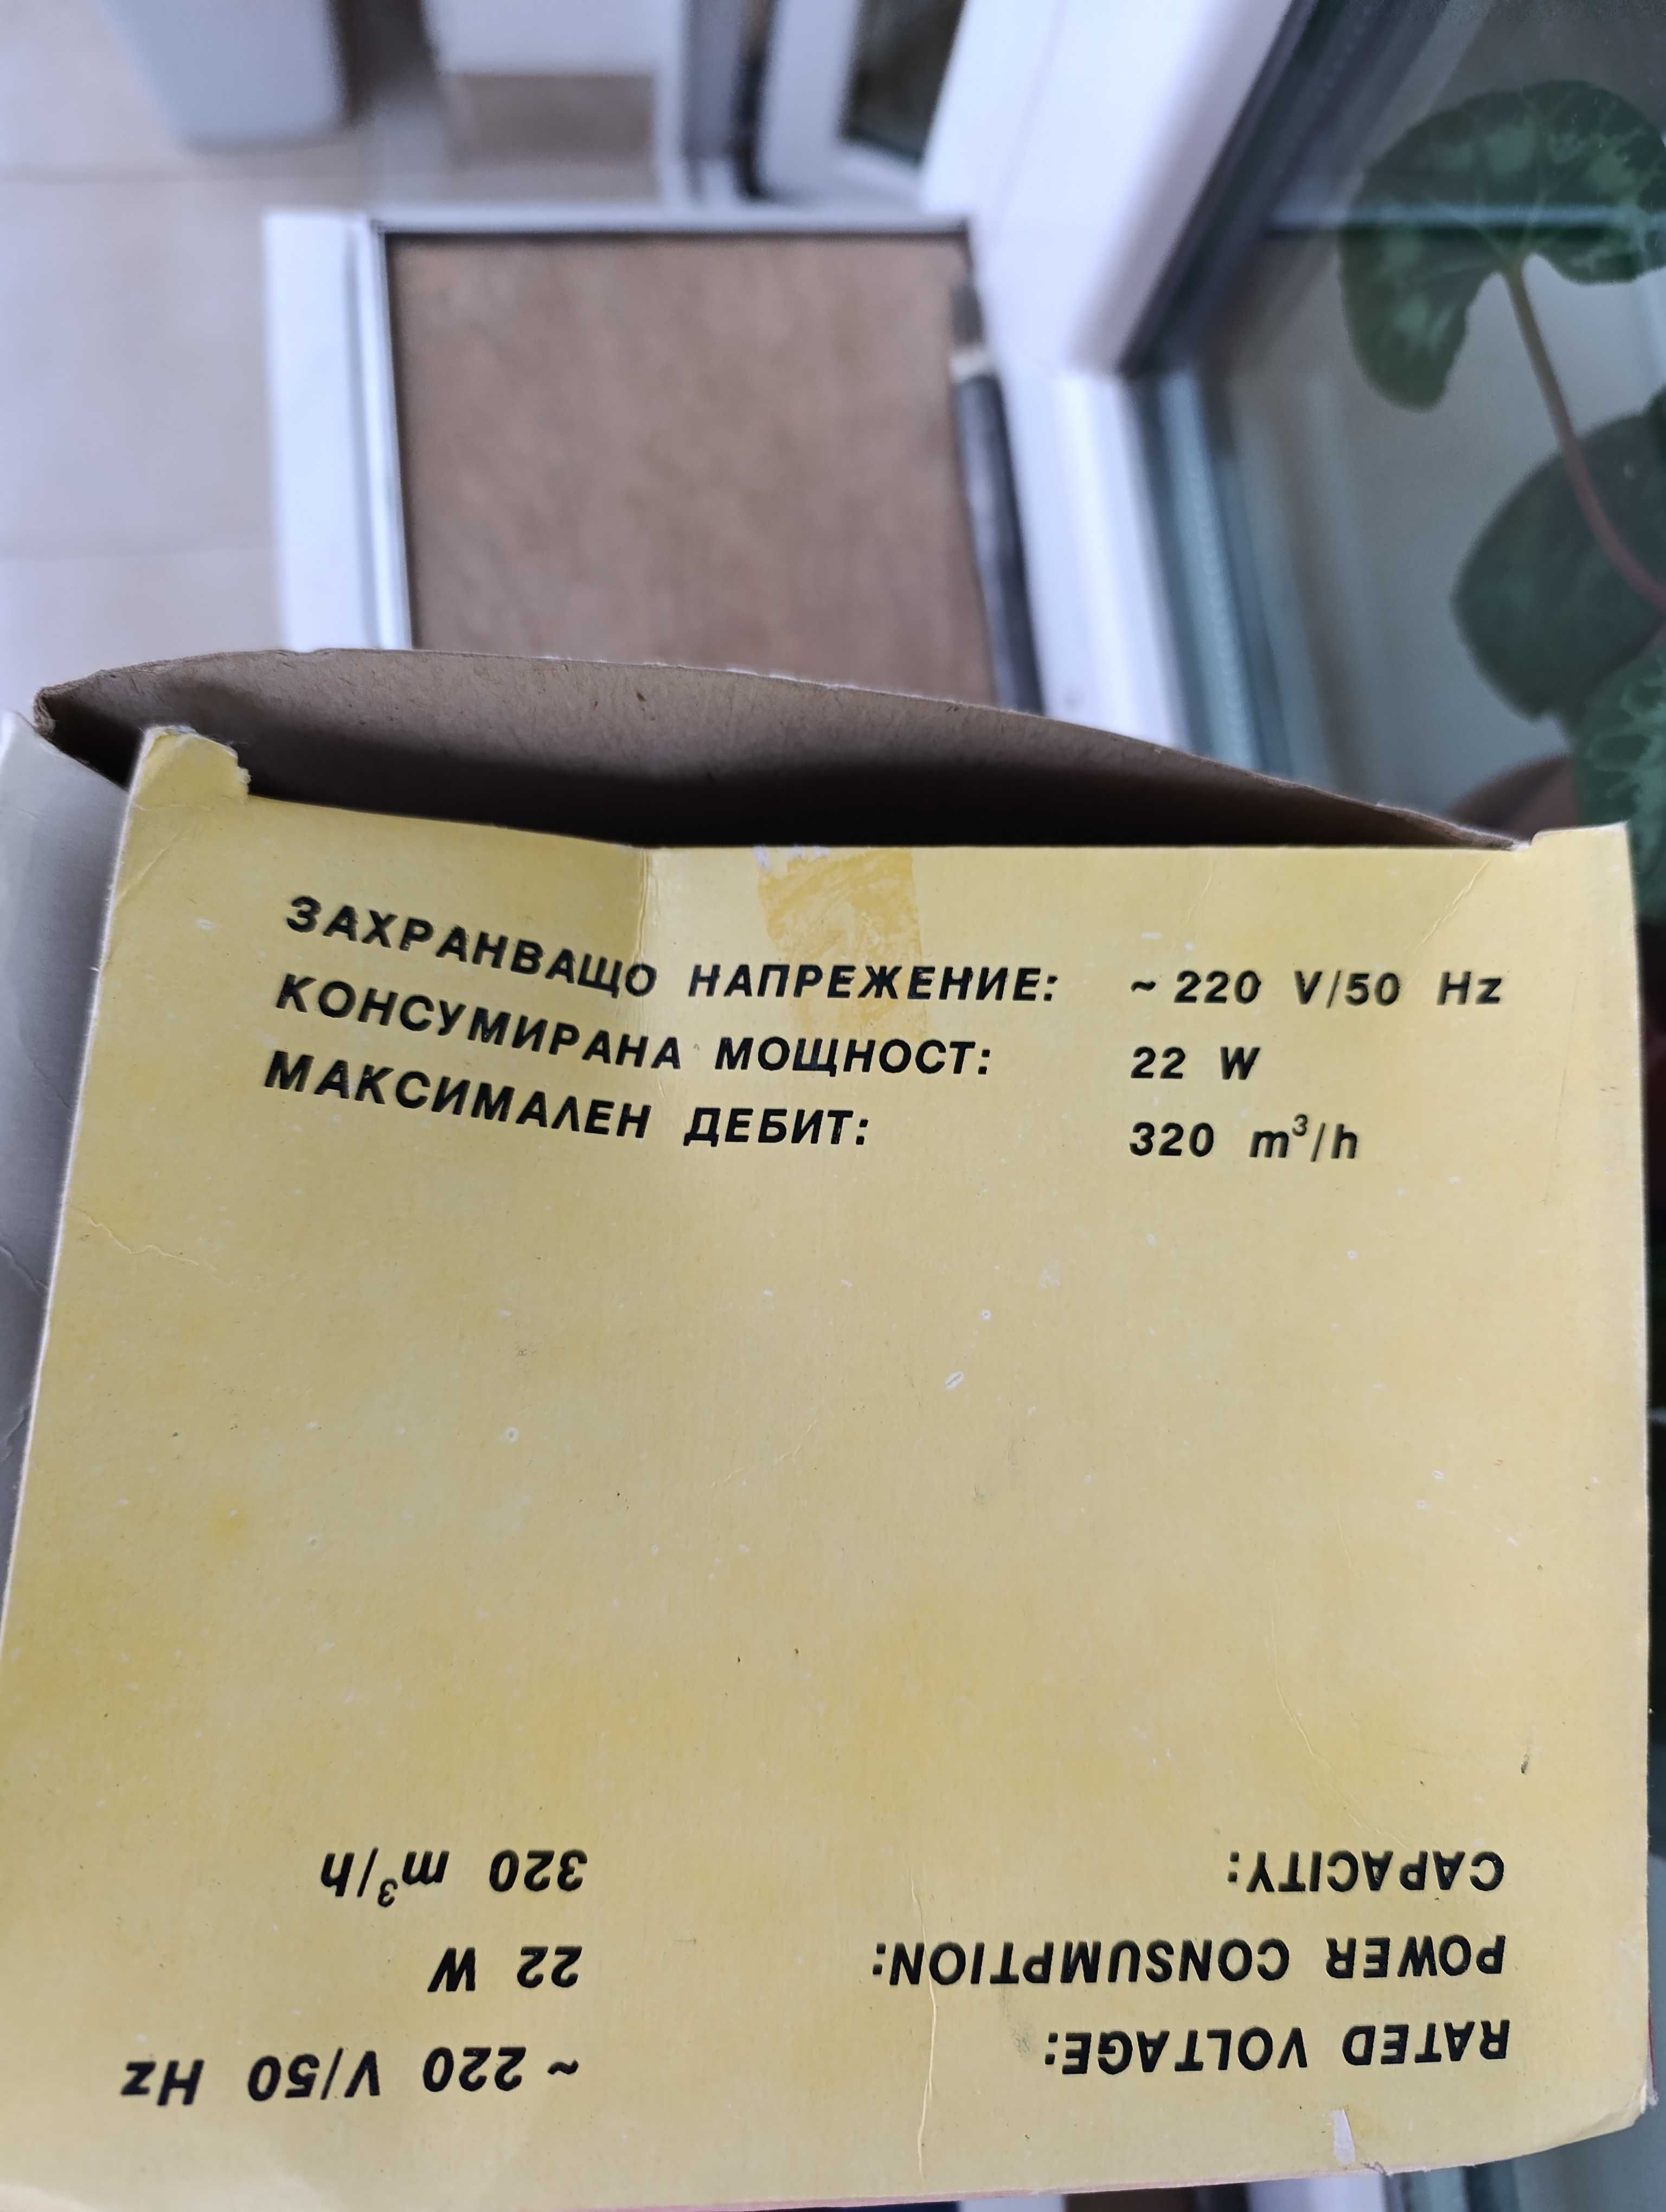 ЗАХРАНВАЩО НАПРЕЖЕНИЕ: ~ 220 V/50 Hz
КОНСУМИРАНА МОЩНОСТ: 22 W
МАКСИМАЛЕН ДЕБИТ: 320 m³/h
RATED VOLTAGE: ~ 220 V/50 Hz
POWER CONSUMPTION: 22 W
CAPACITY: 320 m³/h